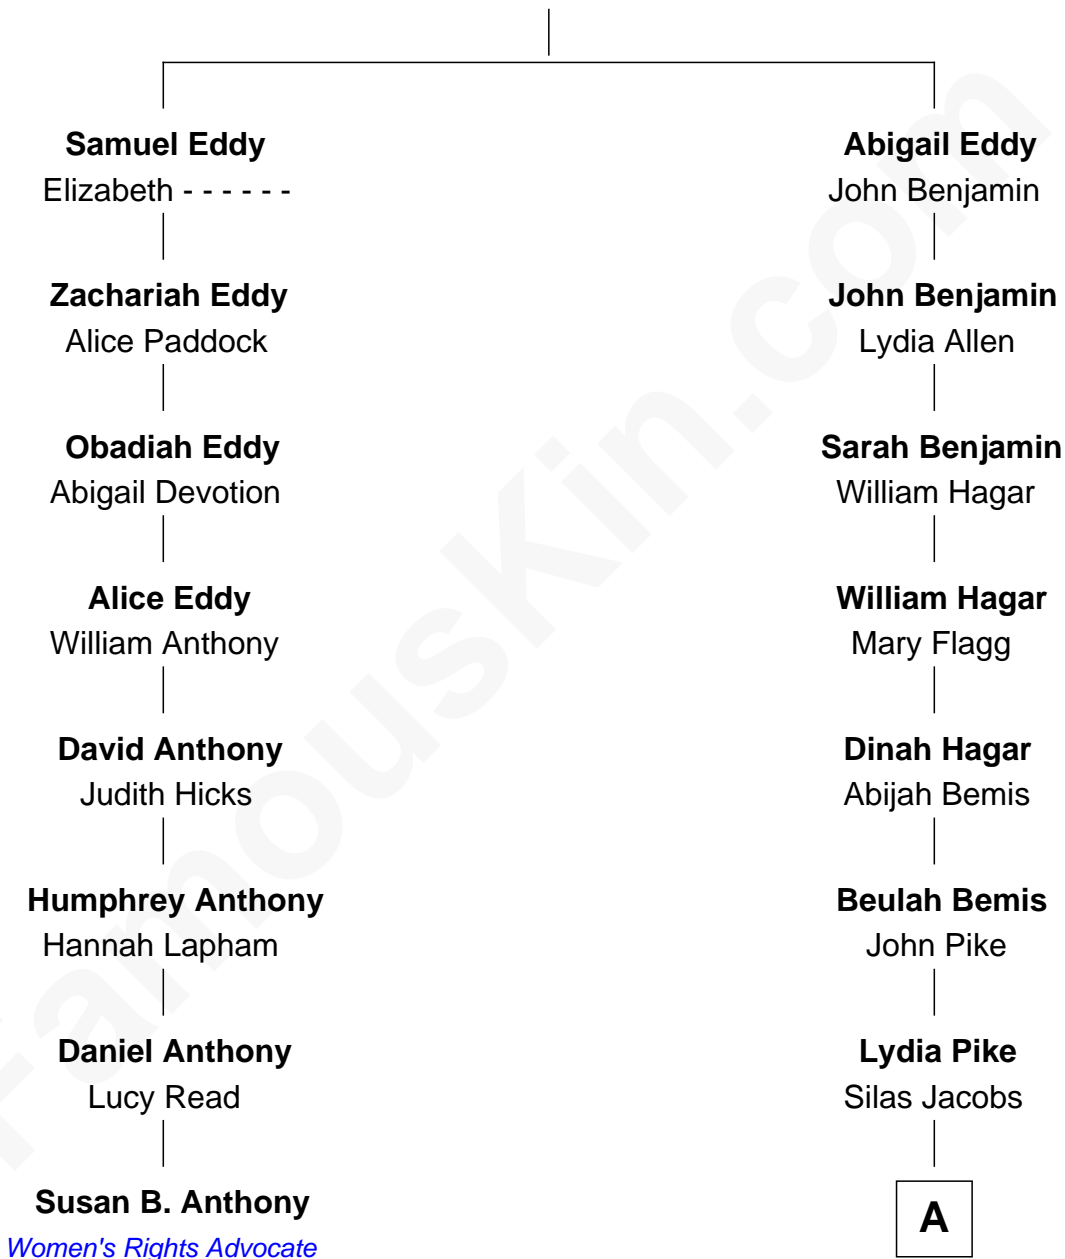 Samuel Eddy
Elizabeth - - - - - -
Zachariah Eddy
Alice Paddock
Obadiah Eddy
Abigail Devotion
Alice Eddy
William Anthony
David Anthony
Judith Hicks
Humphrey Anthony
Hannah Lapham
Daniel Anthony
Lucy Read
Susan B. Anthony
Women's Rights Advocate
Abigail Eddy
John Benjamin
John Benjamin
Lydia Allen
Sarah Benjamin
William Hagar
William Hagar
Mary Flagg
Dinah Hagar
Abijah Bemis
Beulah Bemis
John Pike
Lydia Pike
Silas Jacobs
A
FamousKin.com